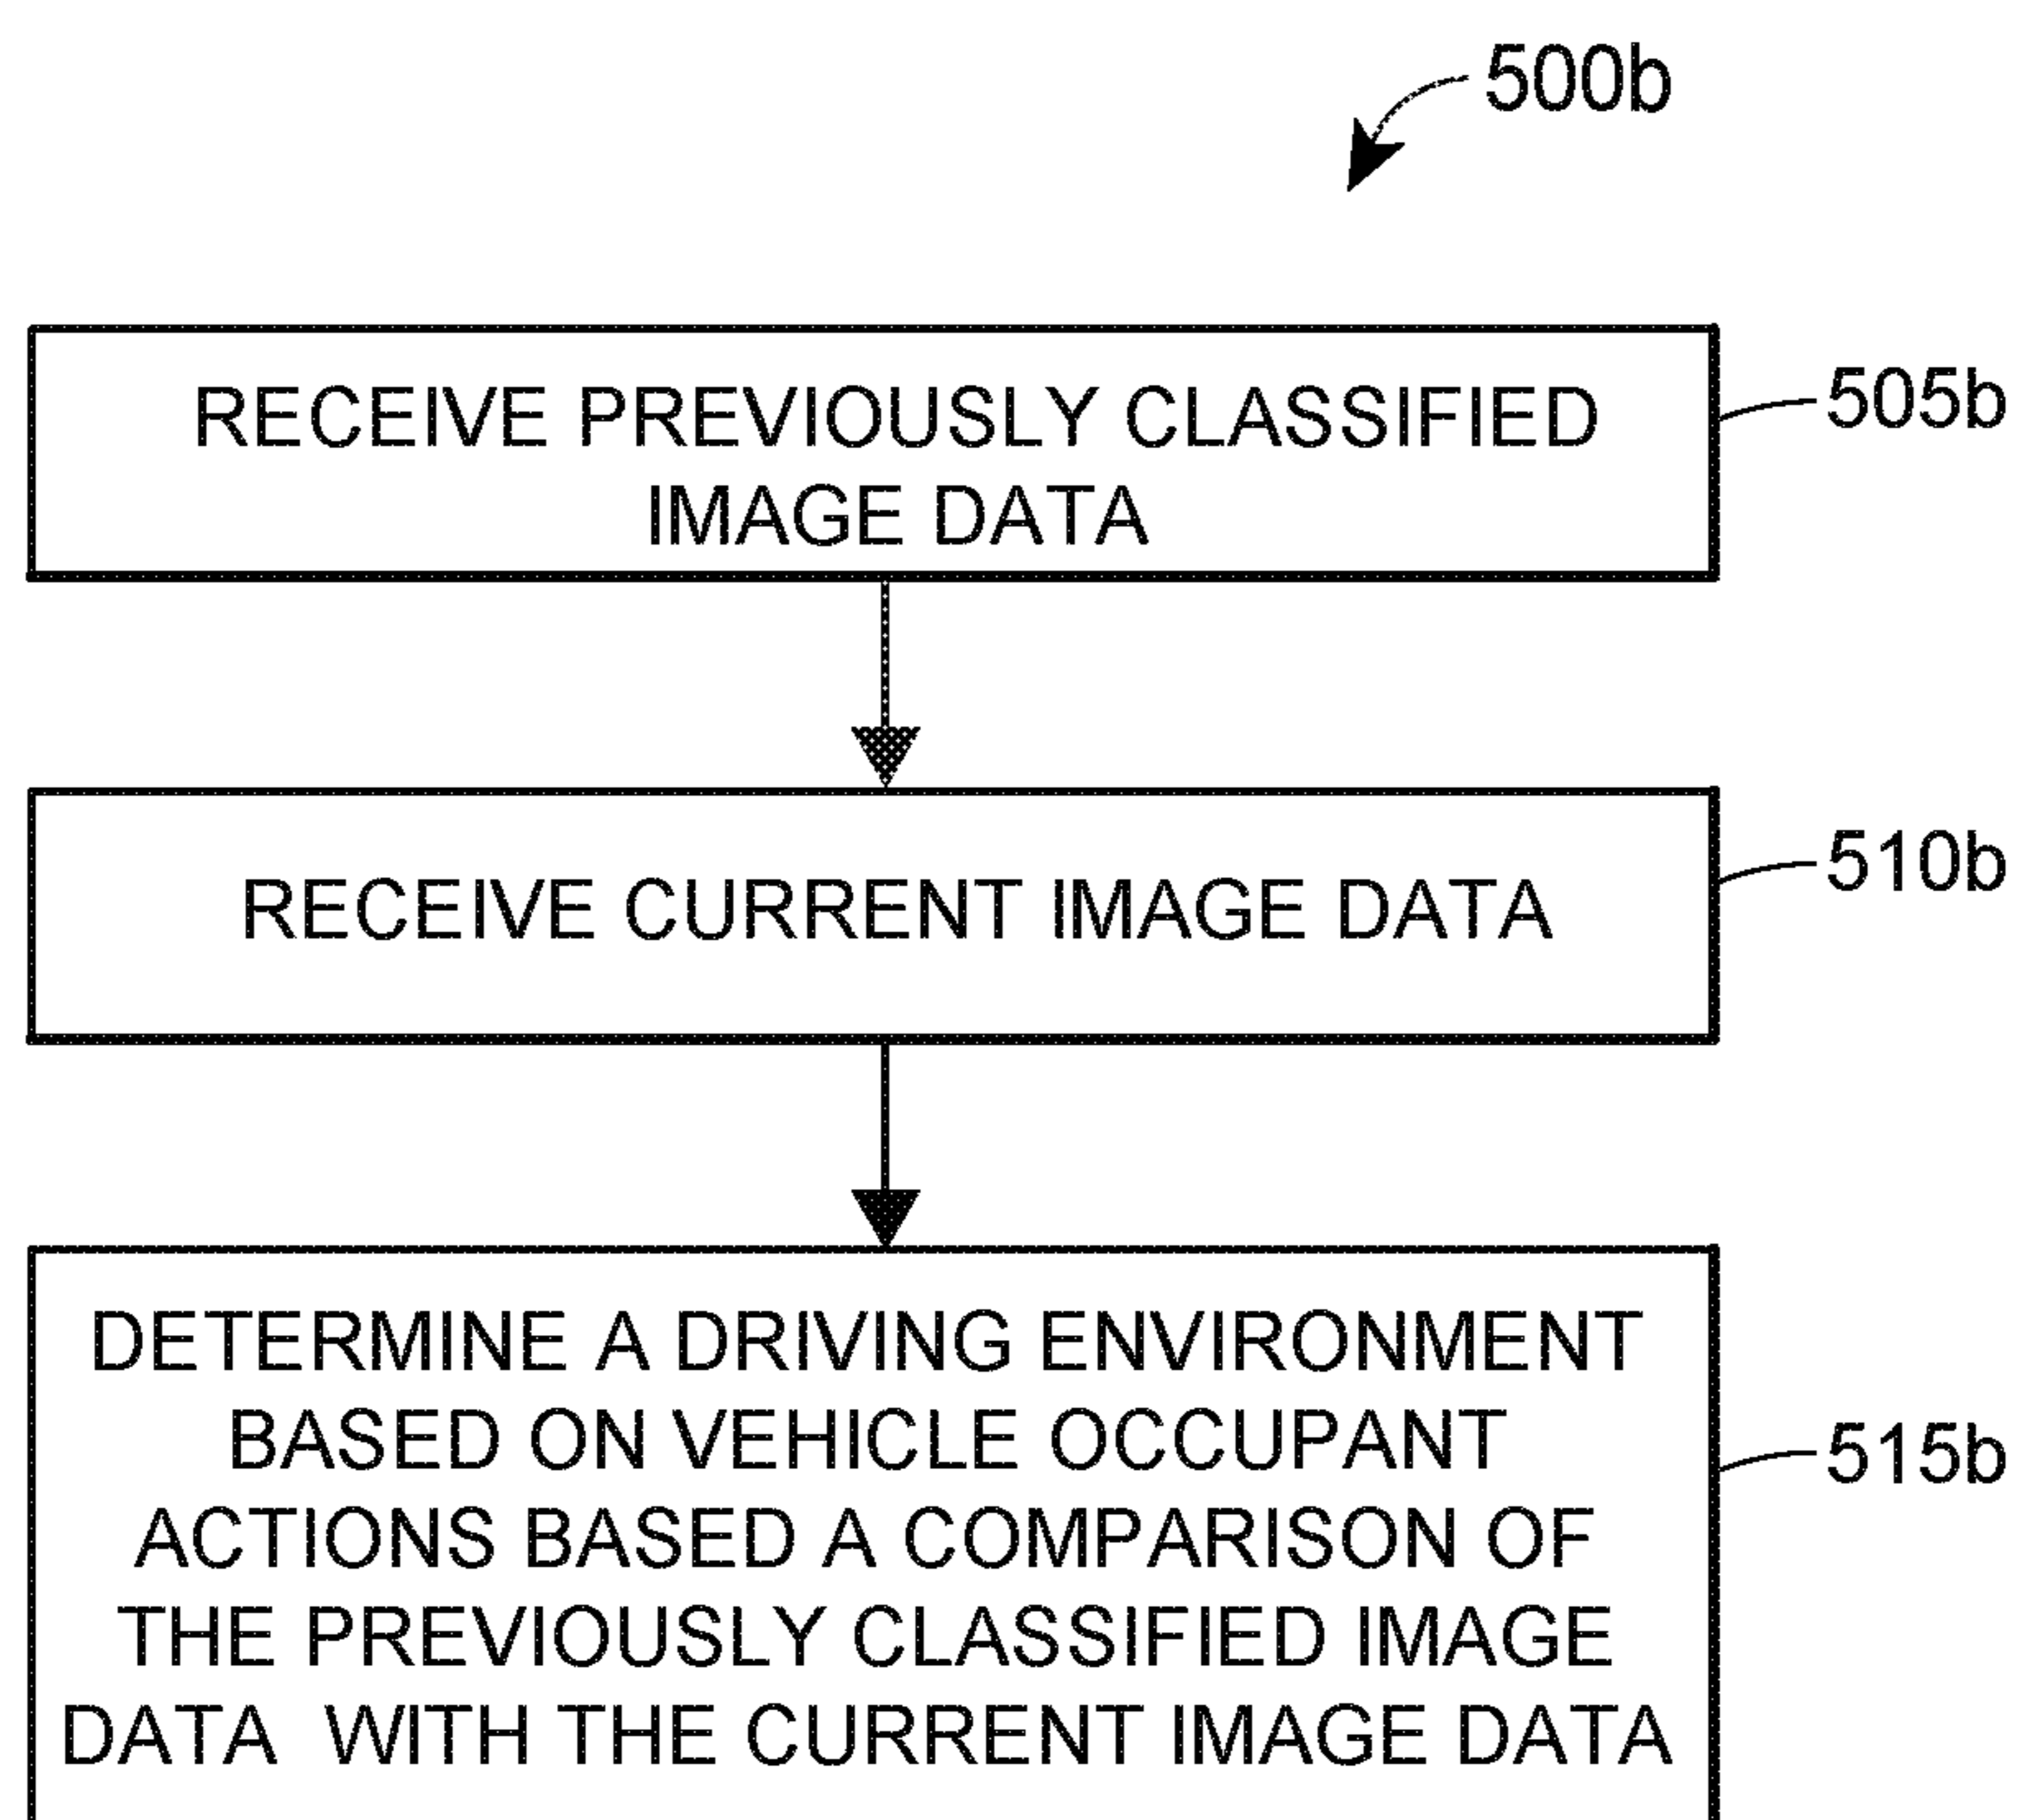 500b
RECEIVE PREVIOUSLY CLASSIFIED
IMAGE DATA
505b
RECEIVE CURRENT IMAGE DATA
510b
DETERMINE A DRIVING ENVIRONMENT
BASED ON VEHICLE OCCUPANT
ACTIONS BASED A COMPARISON OF
THE PREVIOUSLY CLASSIFIED IMAGE
DATA WITH THE CURRENT IMAGE DATA
515b